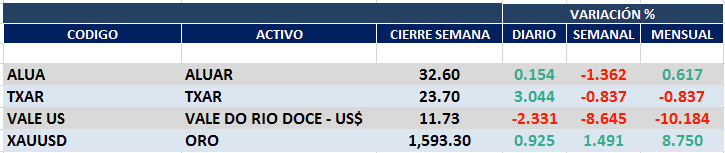 VARIACIÓN %
CODIGO ACTIVO CIERRE SEMANA DIARIO SEMANAL MENSUAL
ALUA ALUAR 32.60 0.154 -1.362 0.617
TXAR TXAR 23.70 3.044 -0.837 -0.837
VALE US VALE DO RIO DOCE - US$ 11.73 -2.331 -8.645 -10.184
XAUUSD ORO 1,593.30 0.925 1.491 8.750